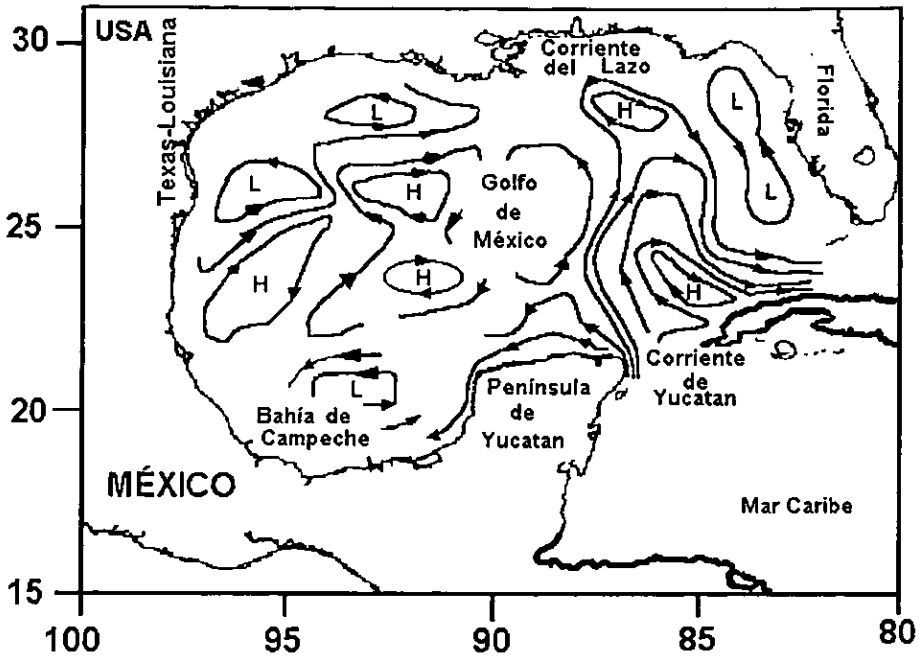 30
USA
Corriente
del Lazo
Texas-Louisiana
Florida
L
H
L
L
H
Golfo
de
México
L
H
H
H
25
Corriente
de
Yucatan
L
Península
de
Yucatan
20
Bahía de
Campeche
MÉXICO
Mar Caribe
15
100
95
90
85
80